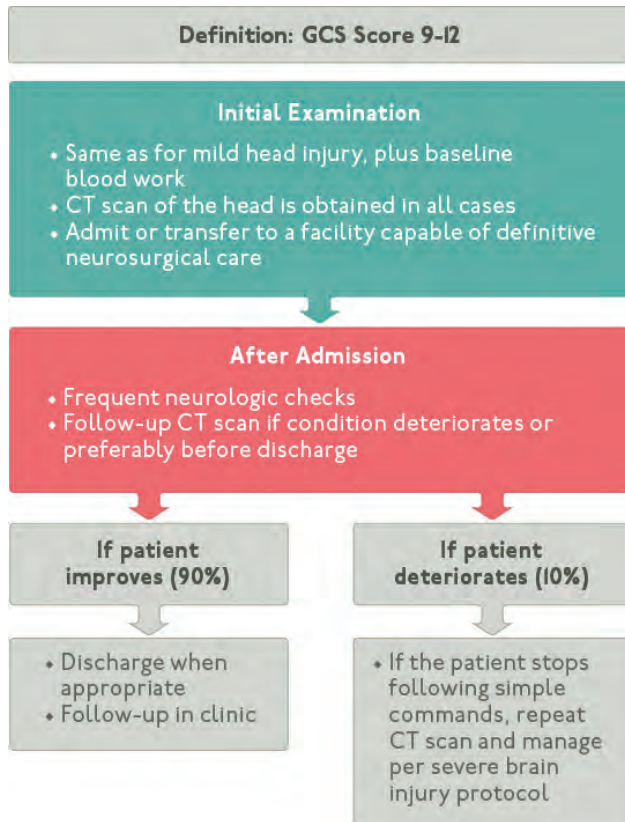 Definition: GCS Score 9-12
Initial Examination
• Same as for mild head injury, plus baseline
blood work
• CT scan of the head is obtained in all cases
• Admit or transfer to a facility capable of definitive
neurosurgical care
After Admission
• Frequent neurologic checks
• Follow-up CT scan if condition deteriorates or
preferably before discharge
If patient
improves (90%)
• Discharge when
appropriate
• Follow-up in clinic
If patient
deteriorates (10%)
• If the patient stops
following simple
commands, repeat
CT scan and manage
per severe brain
injury protocol